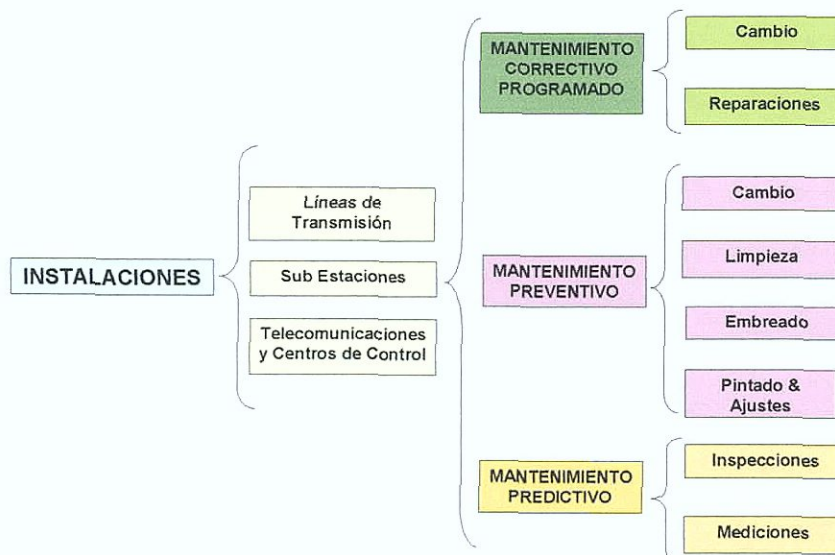 INSTALACIONES
Líneas de
Transmisión
Sub Estaciones
Telecomunicaciones
y Centros de Control
MANTENIMIENTO
CORRECTIVO
PROGRAMADO
Cambio
Reparaciones
MANTENIMIENTO
PREVENTIVO
Cambio
Limpieza
Embreado
Pintado &
Ajustes
MANTENIMIENTO
PREDICTIVO
Inspecciones
Mediciones